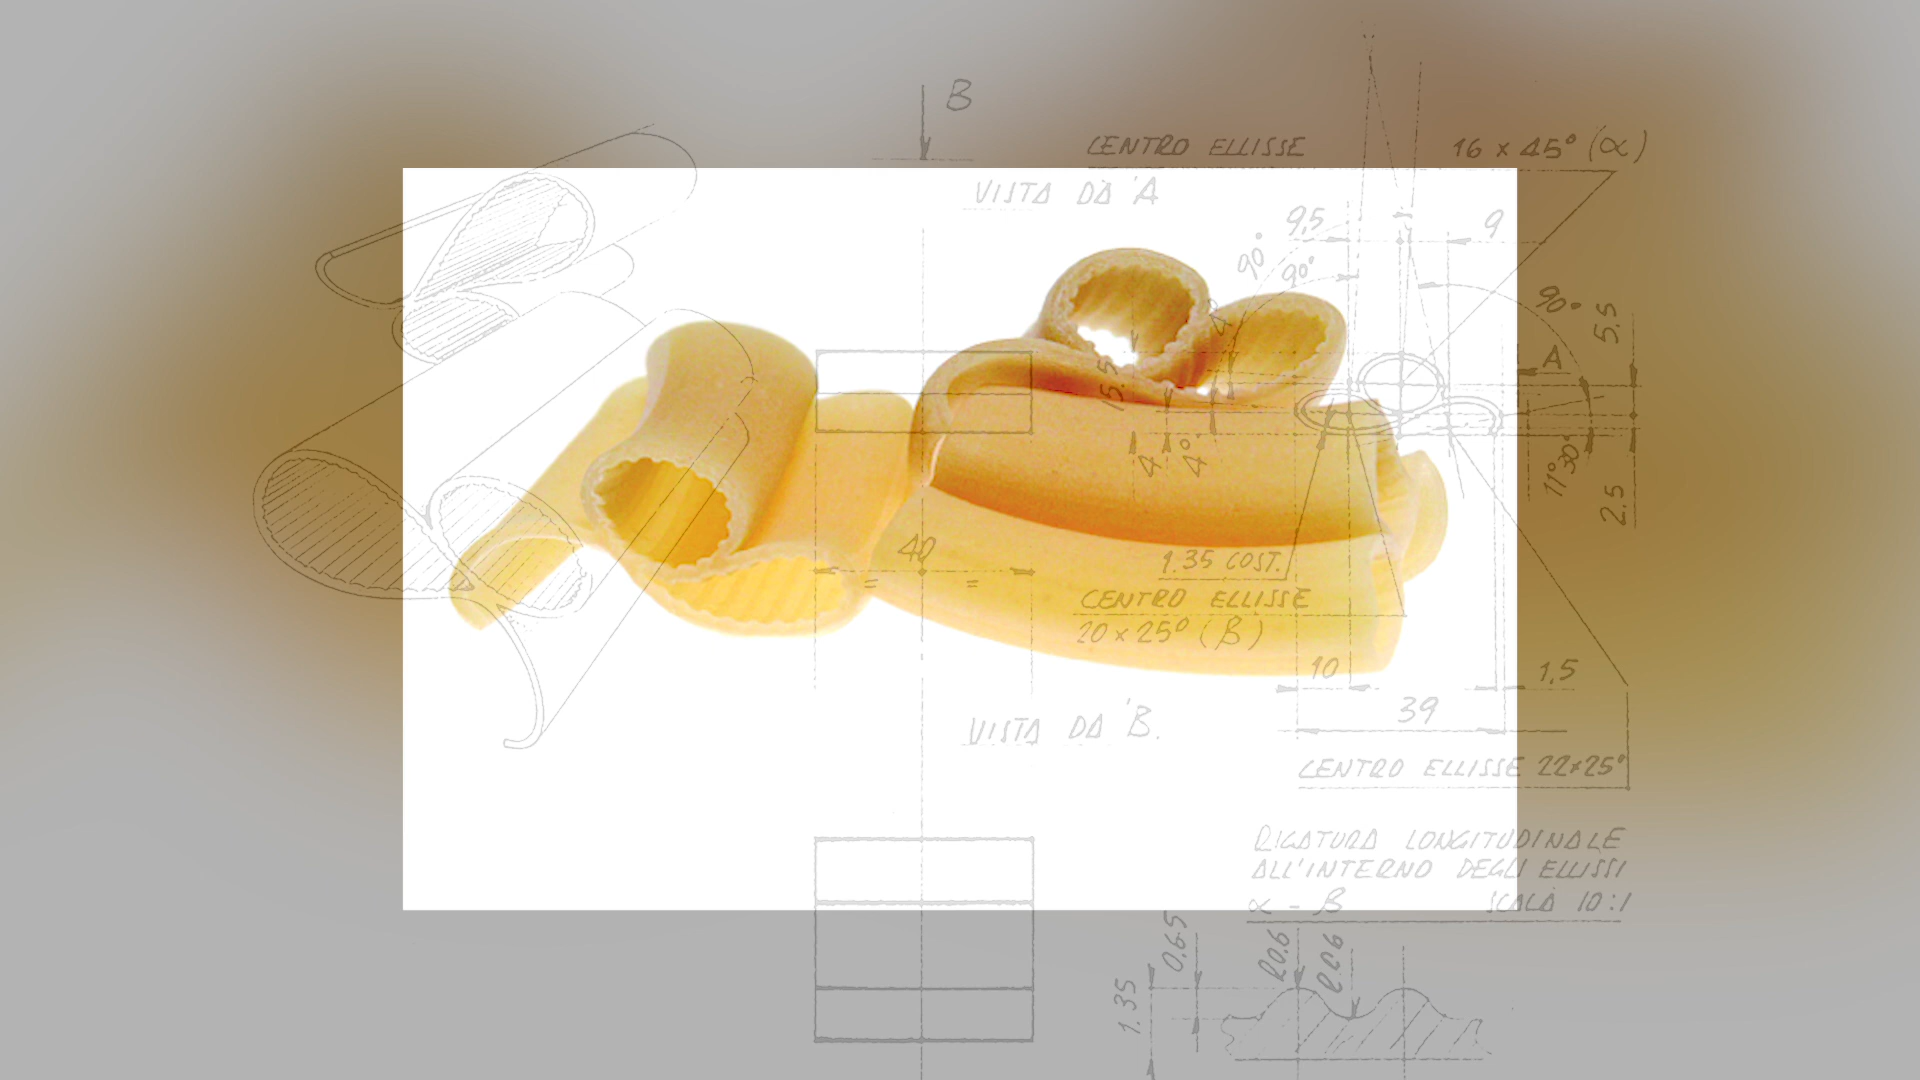 B
CENTRO ELLISSE
16 x 45° (α)
VISTA DA 'A
9,5
9
90°
90°
90°
5.5
A
15.5
4
4
4°
11°30'
2.5
40
= =
1.35 COST.
CENTRO ELLISSE
20 x 25° (β)
10
1,5
39
VISTA DA 'B.
CENTRO ELLISSE 22x25°
RIGATURA LONGITUDINALE
ALL'INTERNO DEGLI ELLISSI
α - β SCALA 10:1
0.65
R0.6
R0.6
1.35